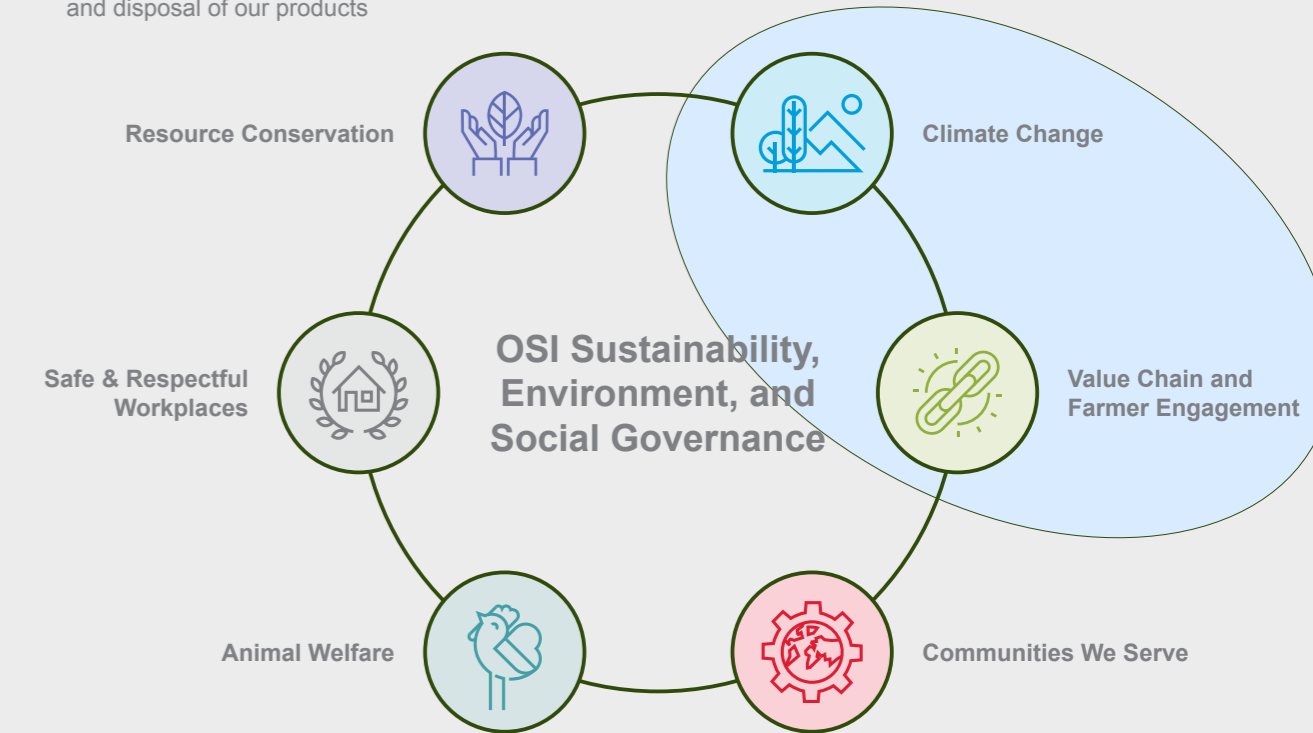 and disposal of our products
Resource Conservation
Climate Change
OSI Sustainability,
Environment, and
Social Governance
Safe & Respectful
Workplaces
Value Chain and
Farmer Engagement
Animal Welfare
Communities We Serve